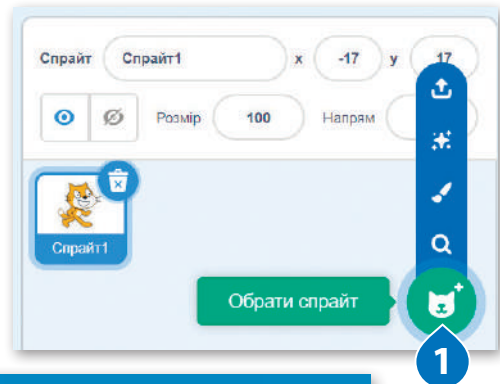 Спрайт Спрайт1 x -17 y 17
Розмір 100 Напрям
Спрайт1
Обрати спрайт
1